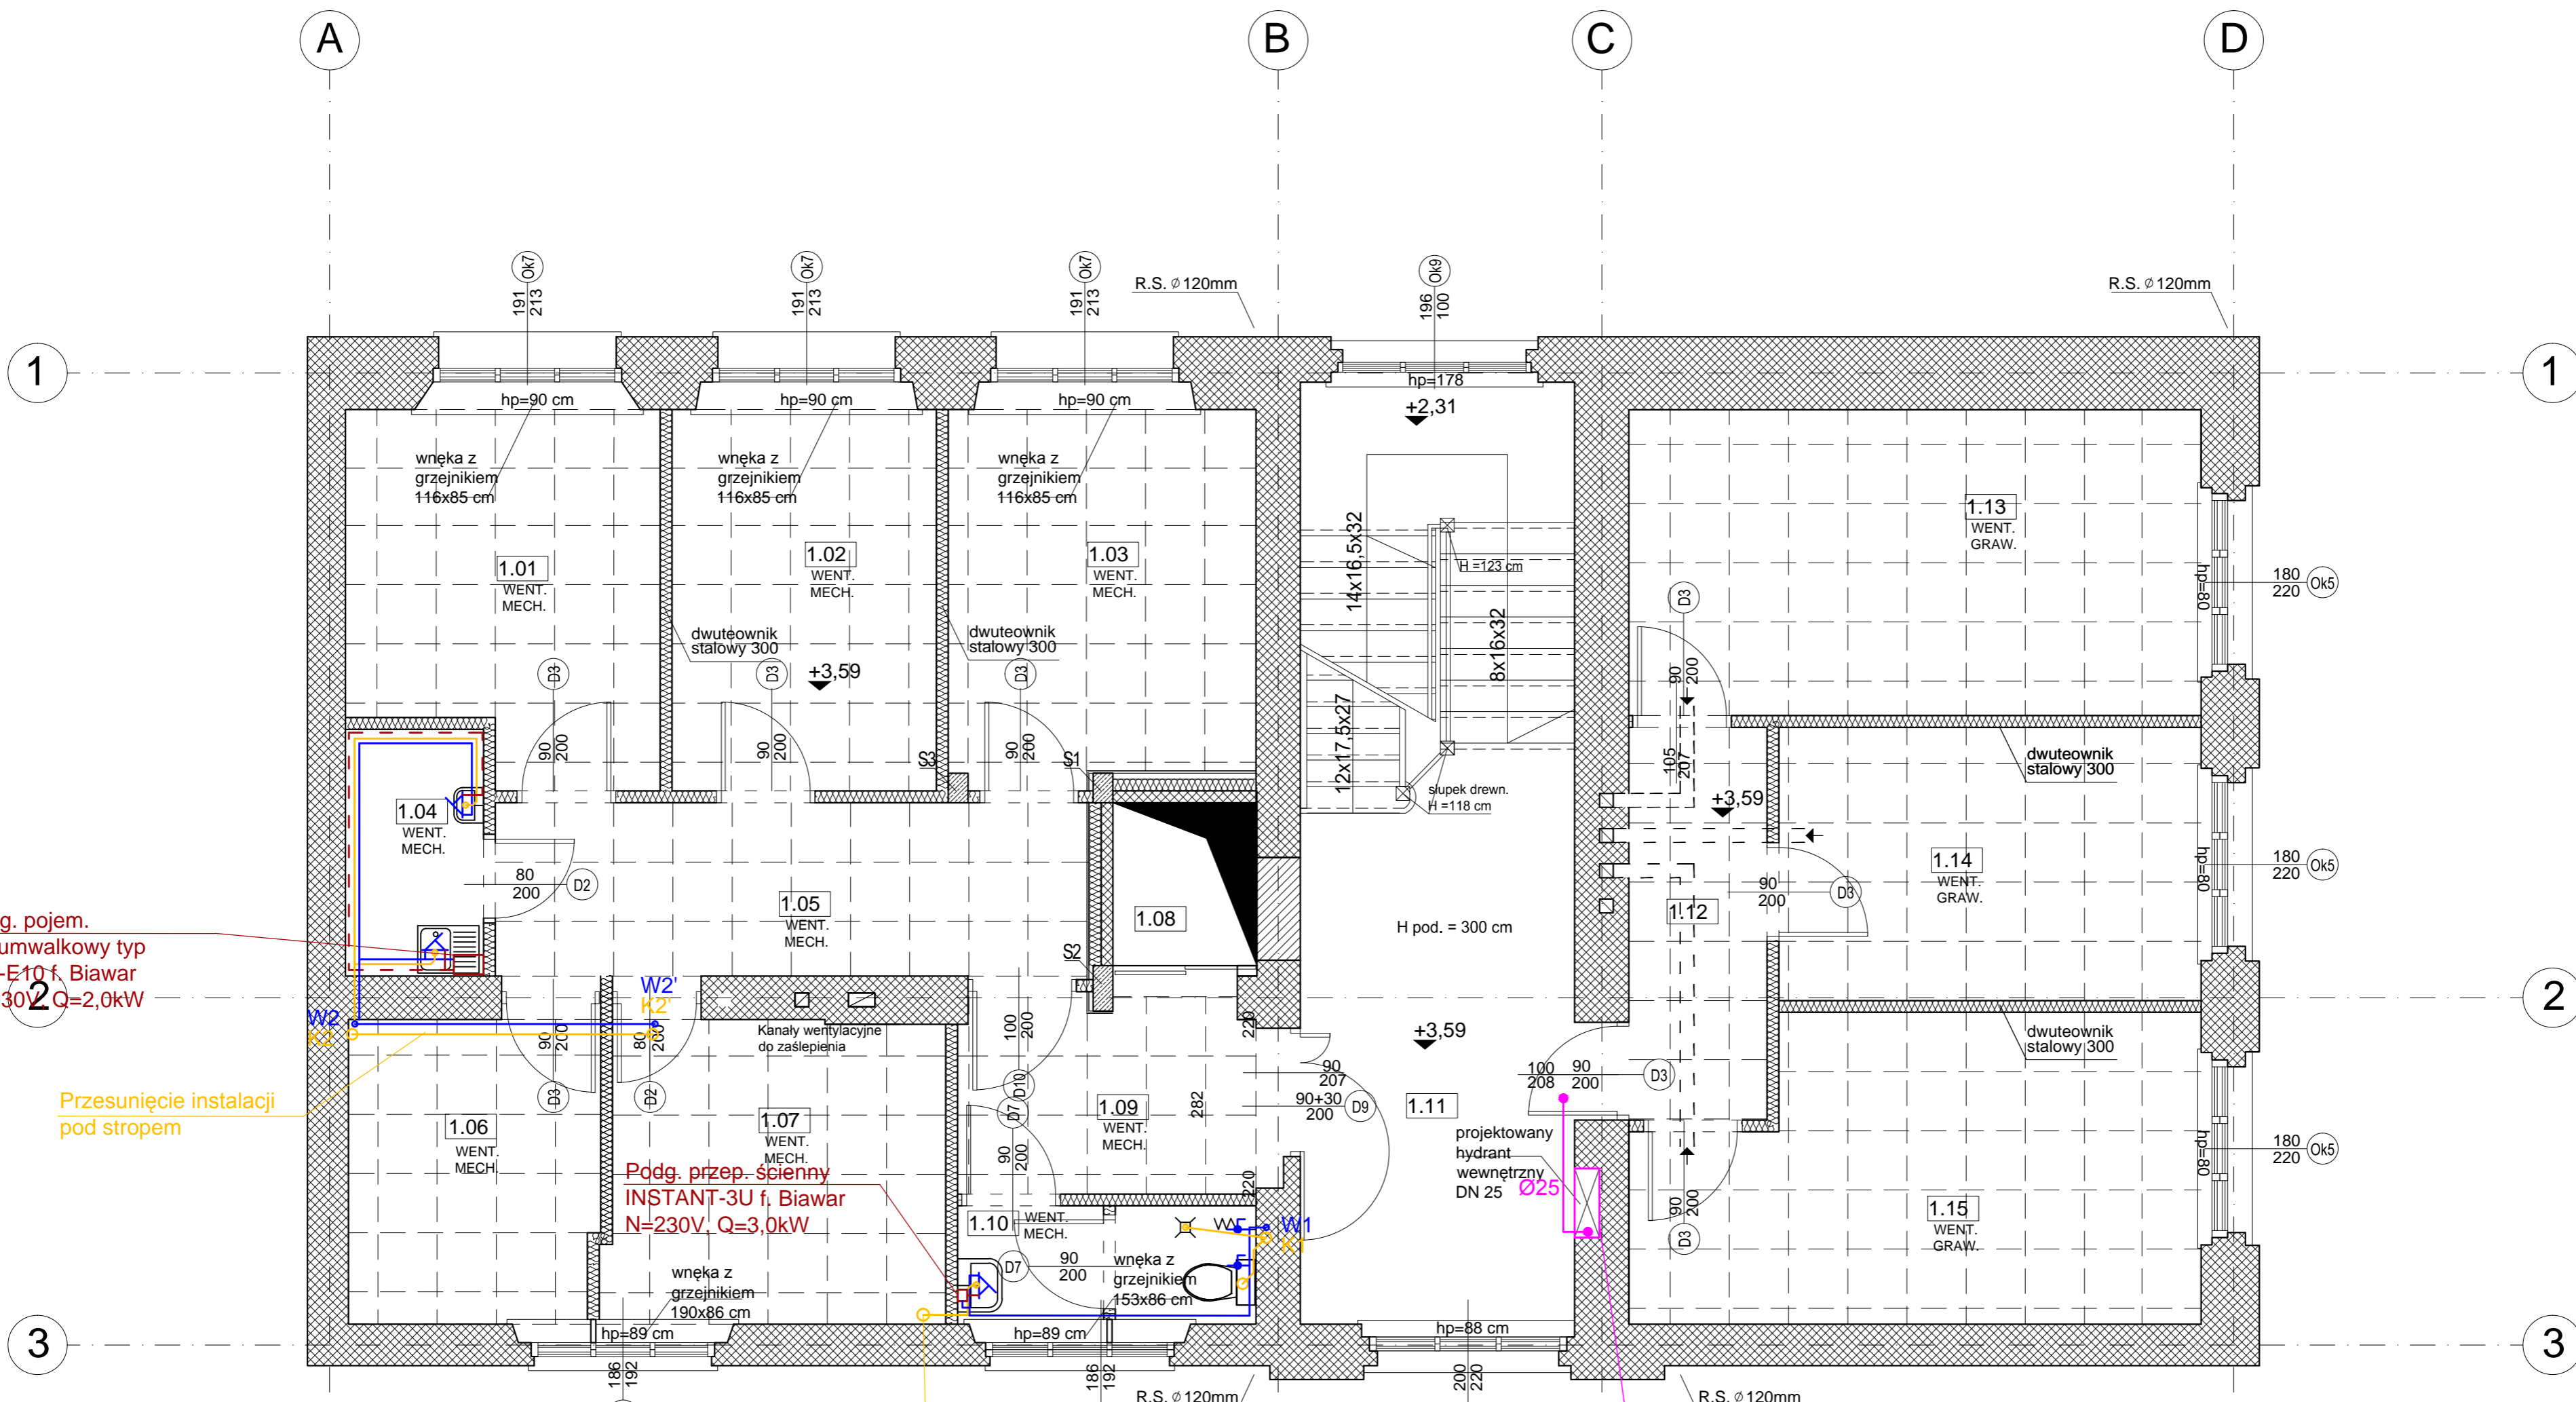 A
B
C
D
Ok7
191
213
Ok7
191
213
Ok7
191
213
R.S. ⌀120mm
Ok9
196
100
R.S. ⌀120mm
1
1
hp=90 cm
hp=90 cm
hp=90 cm
hp=178
+2,31
wnęka z
grzejnikiem
116x85 cm
wnęka z
grzejnikiem
116x85 cm
wnęka z
grzejnikiem
116x85 cm
1.01
WENT.
MECH.
1.02
WENT.
MECH.
1.03
WENT.
MECH.
14x16,5x32
H =123 cm
8x16x32
12x17,5x27
słupek drewn.
H =118 cm
1.13
WENT.
GRAW.
hp=80
180
220
Ok5
dwuteownik
stalowy 300
dwuteownik
stalowy 300
+3,59
D3
90
200
D3
90
200
D3
90
200
S3
S1
D3
90
200
105
207
+3,59
dwuteownik
stalowy 300
1.04
WENT.
MECH.
80
200
D2
1.05
WENT.
MECH.
1.08
S2
H pod. = 300 cm
1.12
90
200
D3
1.14
WENT.
GRAW.
hp=80
180
220
Ok5
g. pojem.
umwalkowy typ
-E10 f. Biawar
30V, Q=2,0kW
2
2
W2
K2
W2'
K2'
Kanały wentylacyjne
do zaślepienia
90
200
D3
80
200
D2
100
200
D10
220
+3,59
90
207
90+30
200
D9
100
208
90
200
D3
dwuteownik
stalowy 300
Przesunięcie instalacji
pod stropem
1.06
WENT.
MECH.
1.07
WENT.
MECH.
1.09
WENT.
MECH.
282
220
D7
90
200
1.11
projektowany
hydrant
wewnętrzny
DN 25
Ø25
hp=80
180
220
Ok5
90
200
D3
1.15
WENT.
GRAW.
Podg. przep. ścienny
INSTANT-3U f. Biawar
N=230V, Q=3,0kW
1.10
WENT.
MECH.
W1
K1
D7
90
200
wnęka z
grzejnikiem
153x86 cm
wnęka z
grzejnikiem
190x86 cm
3
3
hp=89 cm
hp=89 cm
hp=88 cm
186
192
186
192
200
220
R.S. ⌀120mm
R.S. ⌀120mm